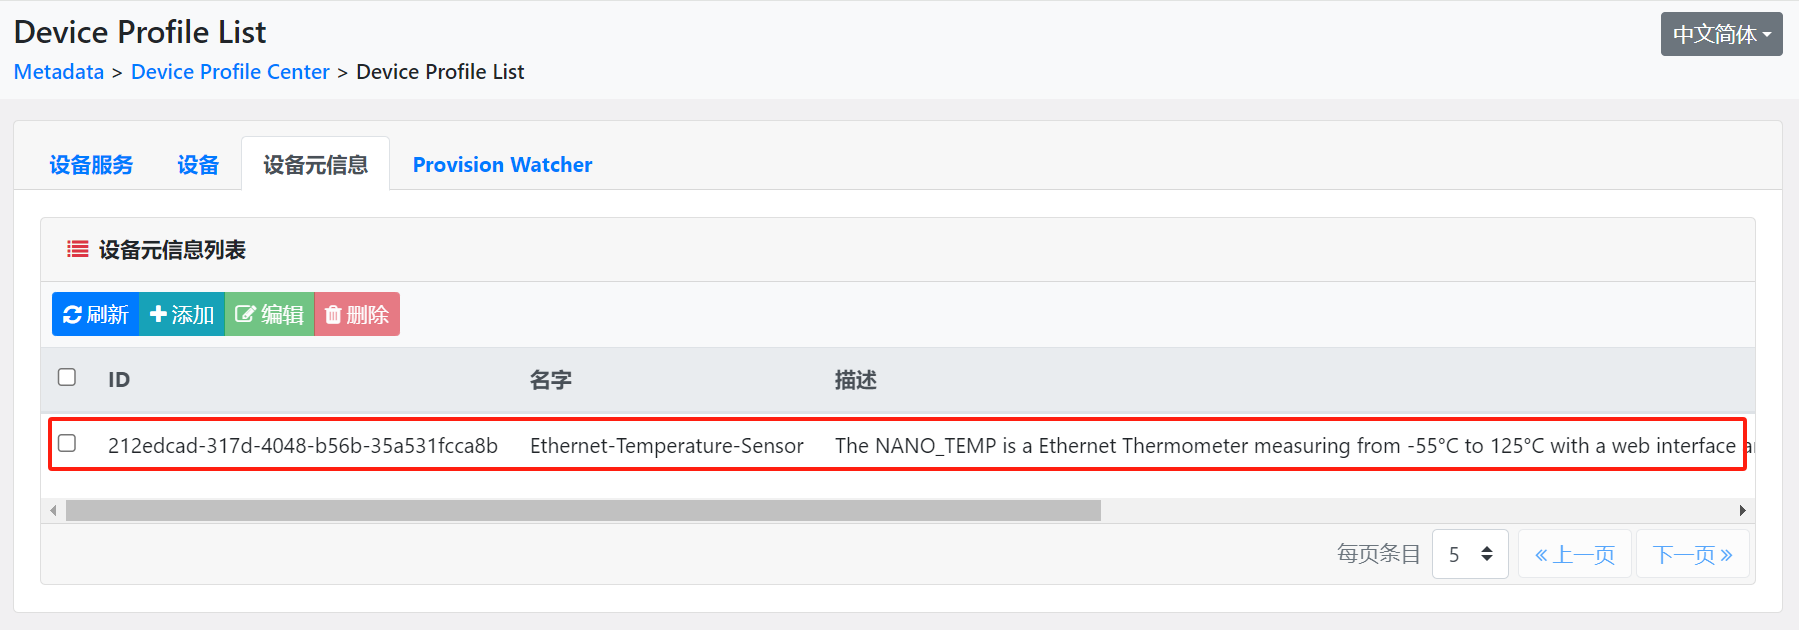 Device Profile List
中文简体
Metadata > Device Profile Center > Device Profile List
设备服务 设备 设备元信息 Provision Watcher
设备元信息列表
刷新 添加 编辑 删除
ID 名字 描述
212edcad-317d-4048-b56b-35a531fcca8b Ethernet-Temperature-Sensor The NANO_TEMP is a Ethernet Thermometer measuring from -55°C to 125°C with a web interface
每页条目 5 «上一页 下一页»